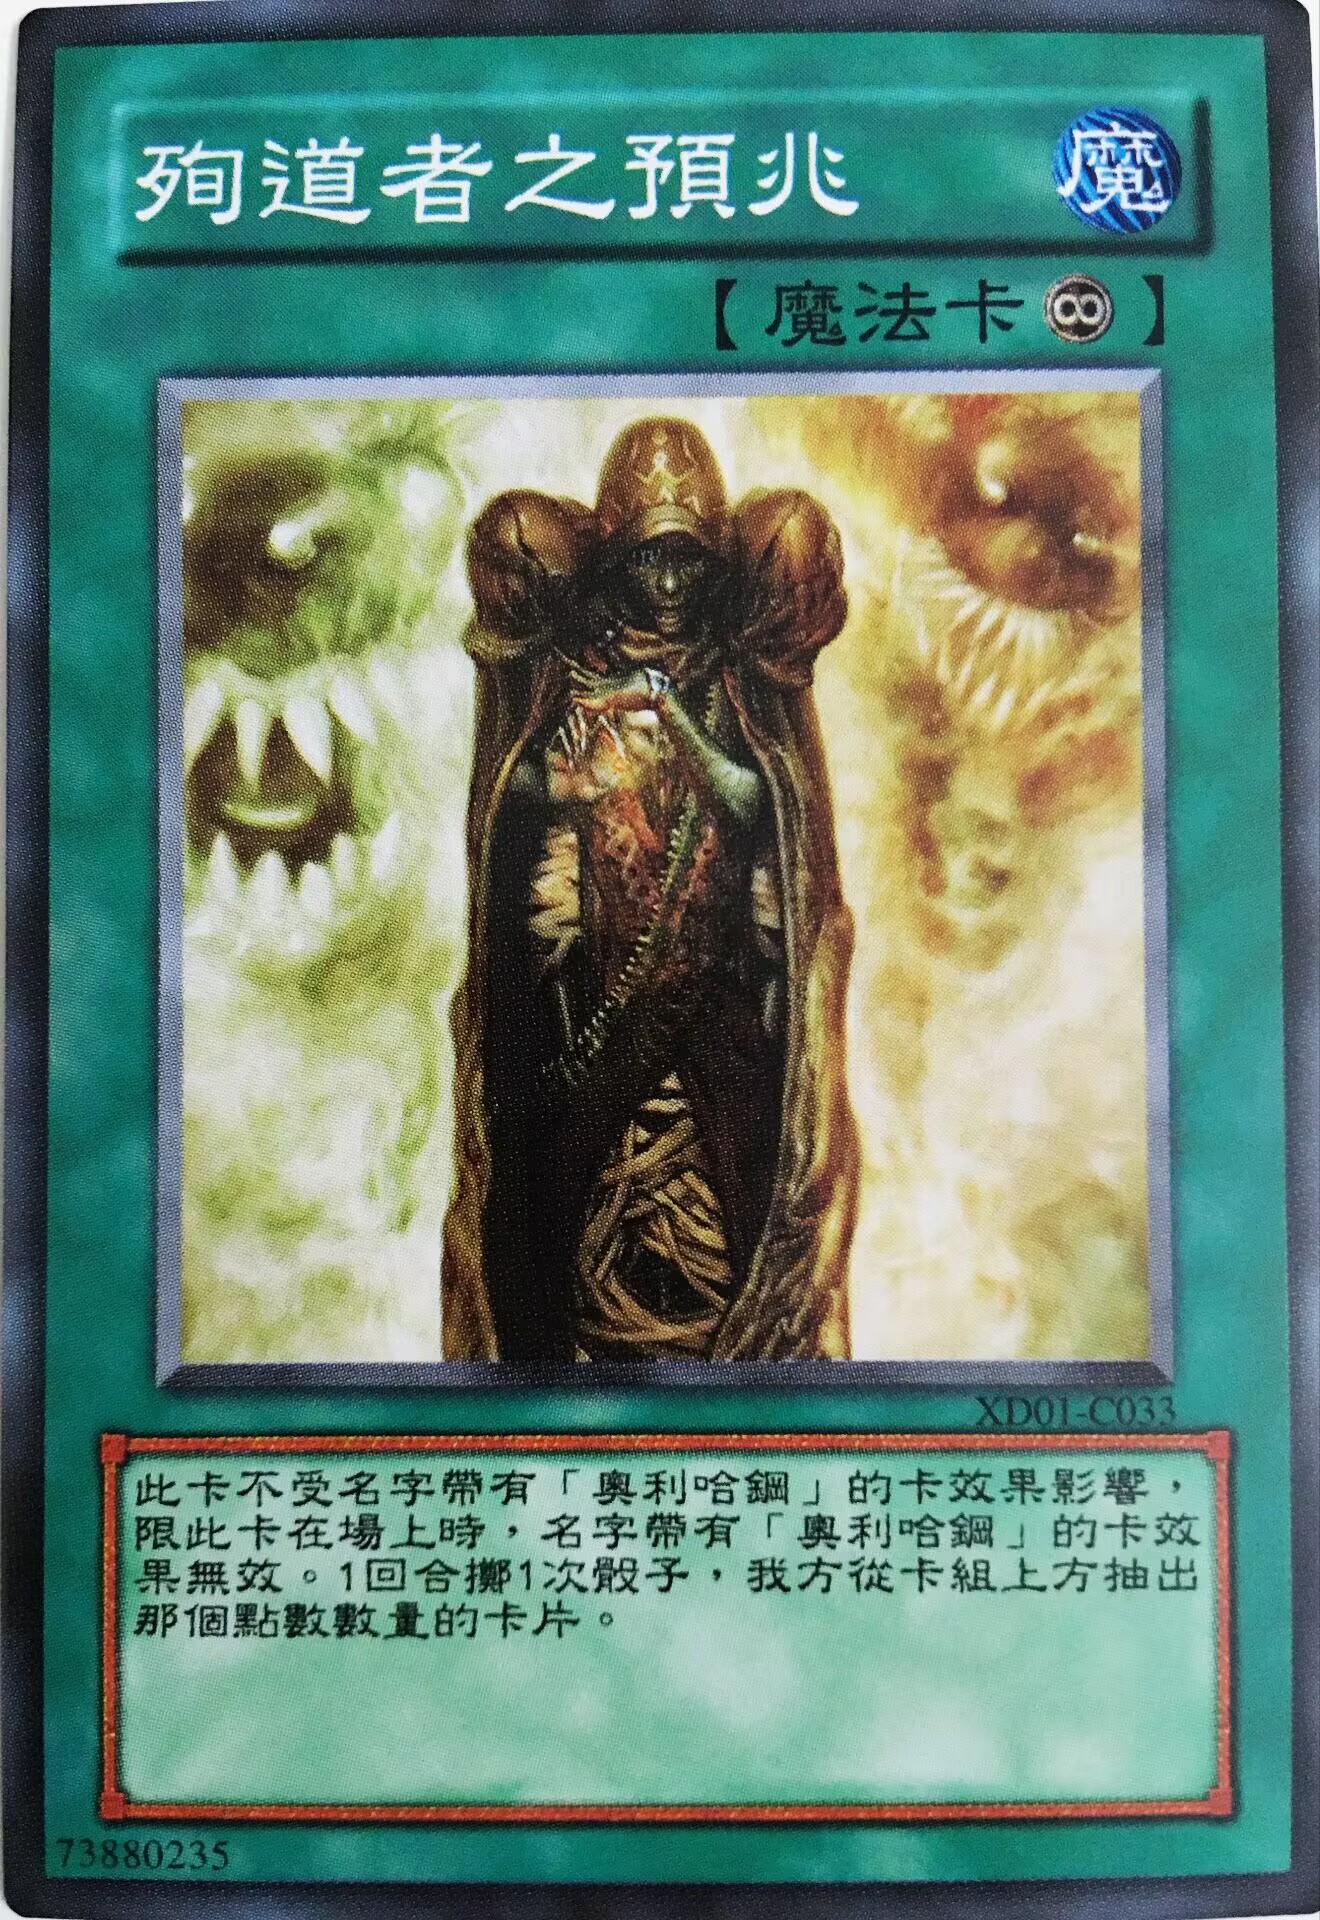 殉道者之預兆
魔
【魔法卡∞】
XD01-C033
此卡不受名字帶有「奧利哈鋼」的卡效果影響，
限此卡在場上時，名字帶有「奧利哈鋼」的卡效
果無效。1回合擲1次骰子，我方從卡組上方抽出
那個點數數量的卡片。
73880235